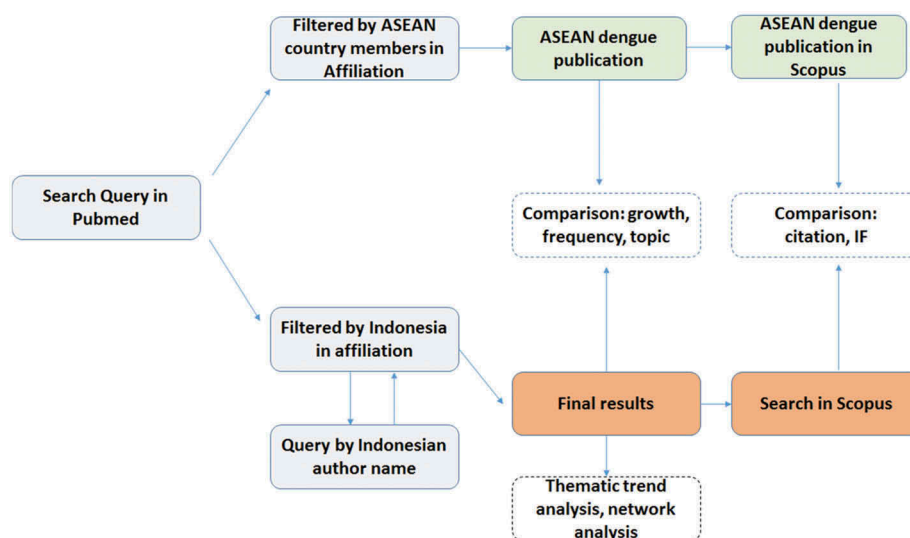 Filtered by ASEAN
country members in
Affiliation
ASEAN dengue
publication
ASEAN dengue
publication in
Scopus
Search Query in
Pubmed
Comparison: growth,
frequency, topic
Comparison:
citation, IF
Filtered by Indonesia
in affiliation
Final results
Search in Scopus
Query by Indonesian
author name
Thematic trend
analysis, network
analysis